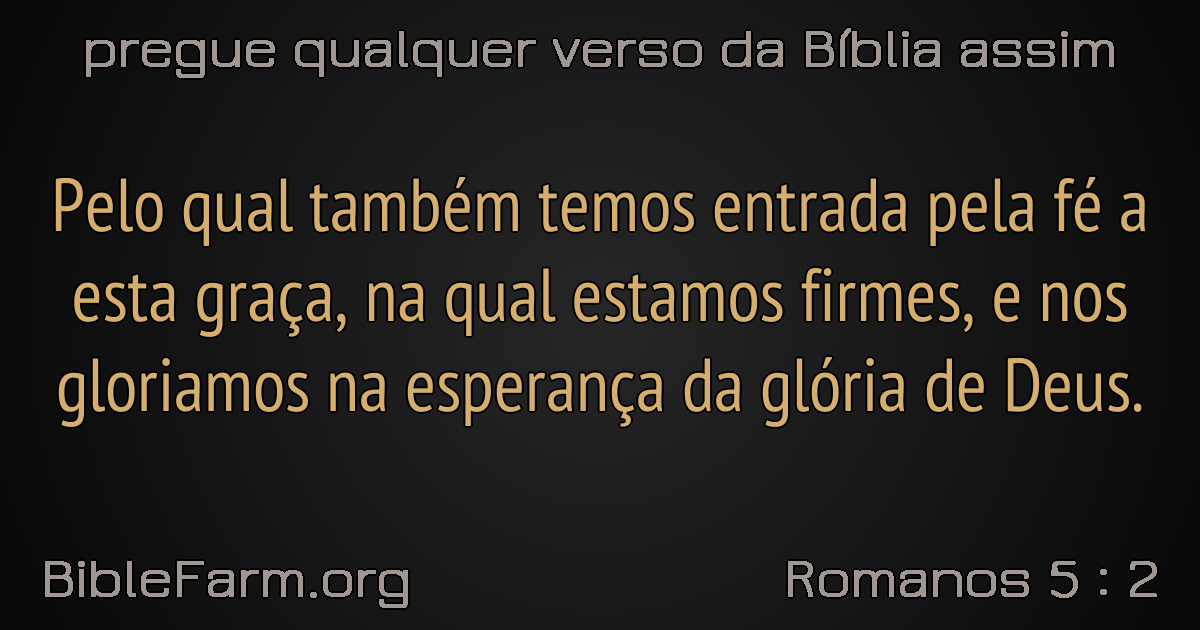 pregue qualquer verso da Bíblia assim
Pelo qual também temos entrada pela fé a
esta graça, na qual estamos firmes, e nos
gloriamos na esperança da glória de Deus.
BibleFarm.org
Romanos 5 : 2